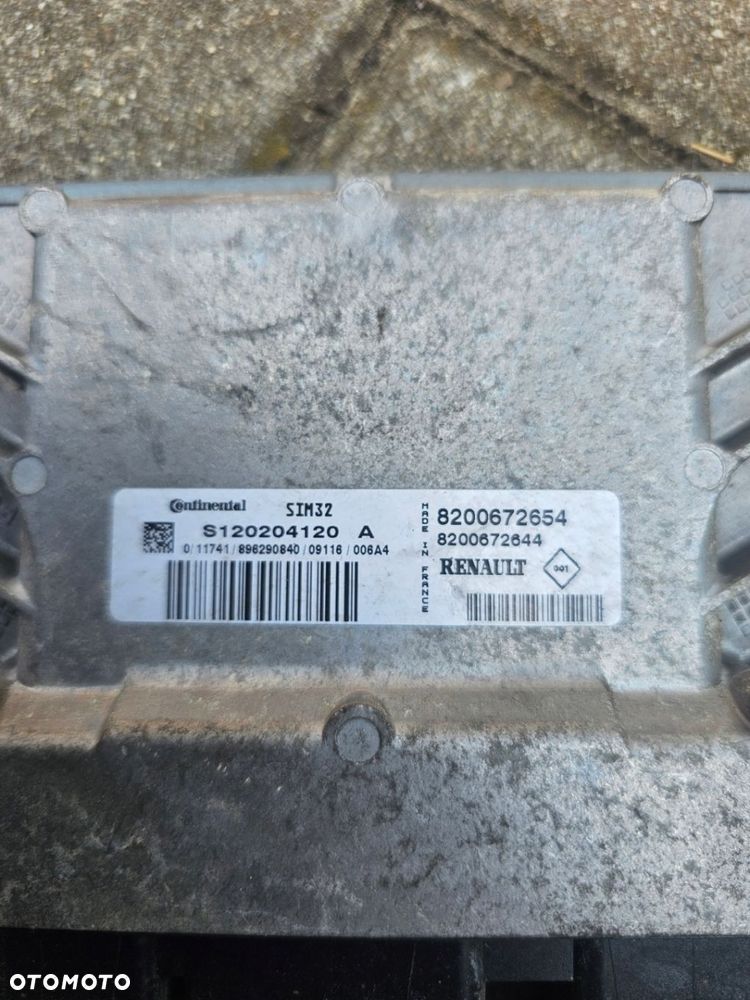 Continental SIM32
S120204120 A
0/11741/896290840/09116/006A4
MADE IN FRANCE
8200672654
8200672644
RENAULT 001
OTOMOTO